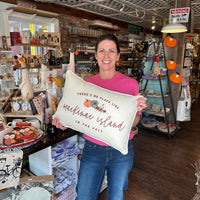 THERE'S NO PLACE LIKE
mackinac island
IN THE FALL